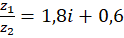 z₁/z₂ = 1,8i + 0,6